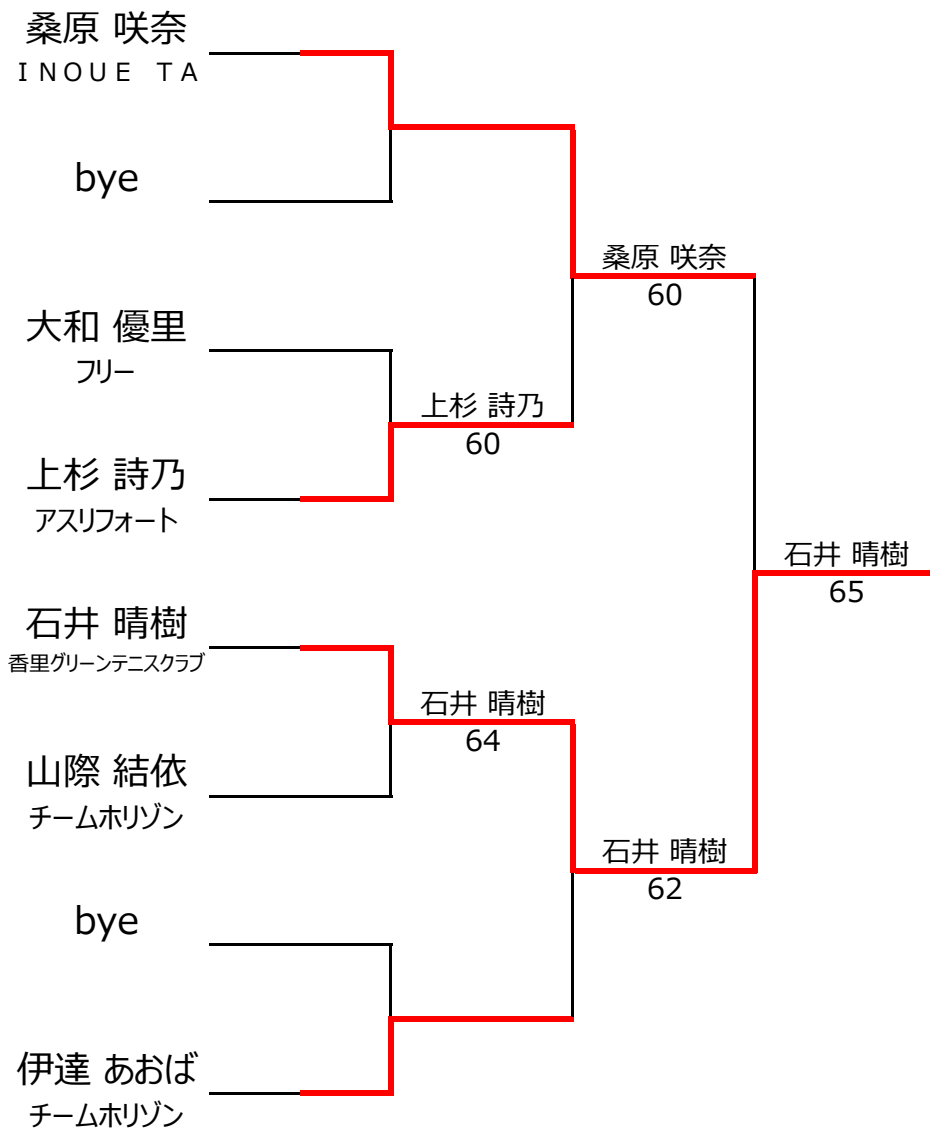 桑原 咲奈
ＩＮＯＵＥ ＴＡ
bye
桑原 咲奈
60
大和 優里
フリー
上杉 詩乃
60
上杉 詩乃
アスリフォート
石井 晴樹
65
石井 晴樹
香里グリーンテニスクラブ
石井 晴樹
64
山際 結依
チームホリゾン
石井 晴樹
62
bye
伊達 あおば
チームホリゾン